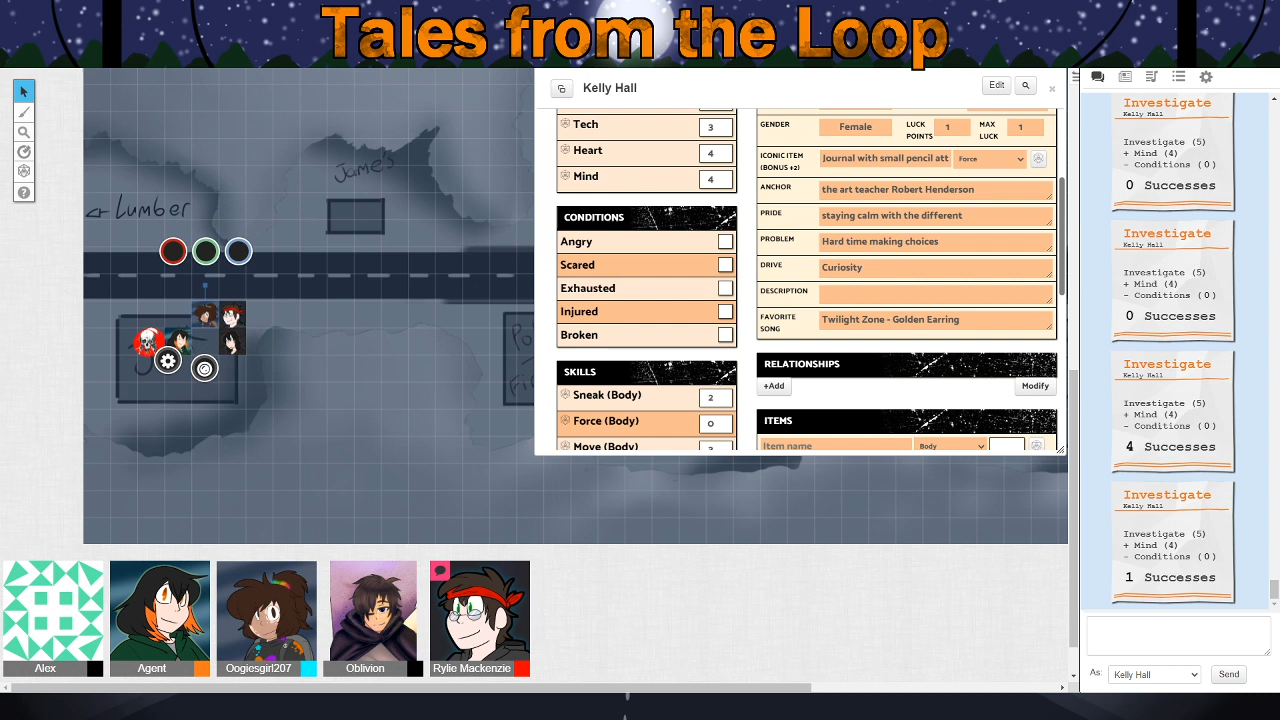 Tales from the Loop
James
Lumber
Kelly Hall
Edit
Tech 3
Heart 4
Mind 4
CONDITIONS
Angry
Scared
Exhausted
Injured
Broken
SKILLS
Sneak (Body) 2
Force (Body) 0
Move (Body)
GENDER Female LUCK POINTS 1 MAX LUCK 1
ICONIC ITEM (BONUS +2) Journal with small pencil att Force
ANCHOR the art teacher Robert Henderson
PRIDE staying calm with the different
PROBLEM Hard time making choices
DRIVE Curiosity
DESCRIPTION
FAVORITE SONG Twilight Zone - Golden Earring
RELATIONSHIPS
+Add Modify
ITEMS
Item name Body
Investigate
Kelly Hall
Investigate (5)
+ Mind (4)
- Conditions (0)
0 Successes
Investigate
Kelly Hall
Investigate (5)
+ Mind (4)
- Conditions (0)
0 Successes
Investigate
Kelly Hall
Investigate (5)
+ Mind (4)
- Conditions (0)
4 Successes
Investigate
Kelly Hall
Investigate (5)
+ Mind (4)
- Conditions (0)
1 Successes
As: Kelly Hall Send
Alex
Agent
Oogiesgirl207
Oblivion
Rylie Mackenzie